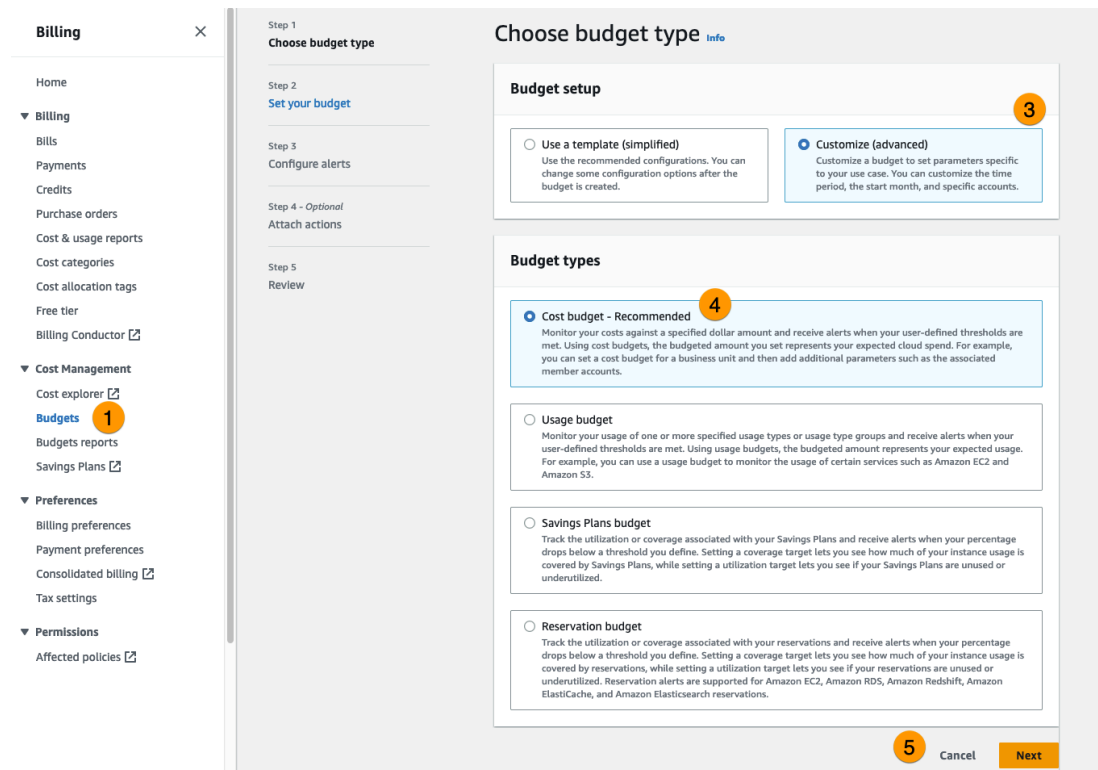 Billing
Home
Billing
Bills
Payments
Credits
Purchase orders
Cost & usage reports
Cost categories
Cost allocation tags
Free tier
Billing Conductor
Cost Management
Cost explorer
Budgets 1
Budgets reports
Savings Plans
Preferences
Billing preferences
Payment preferences
Consolidated billing
Tax settings
Permissions
Affected policies
Step 1
Choose budget type
Step 2
Set your budget
Step 3
Configure alerts
Step 4 - Optional
Attach actions
Step 5
Review
Choose budget type Info
Budget setup
3
Use a template (simplified)
Use the recommended configurations. You can
change some configuration options after the
budget is created.
Customize (advanced)
Customize a budget to set parameters specific
to your use case. You can customize the time
period, the start month, and specific accounts.
Budget types
Cost budget - Recommended 4
Monitor your costs against a specified dollar amount and receive alerts when your user-defined thresholds are
met. Using cost budgets, the budgeted amount you set represents your expected cloud spend. For example,
you can set a cost budget for a business unit and then add additional parameters such as the associated
member accounts.
Usage budget
Monitor your usage of one or more specified usage types or usage type groups and receive alerts when your
user-defined thresholds are met. Using usage budgets, the budgeted amount represents your expected usage.
For example, you can use a usage budget to monitor the usage of certain services such as Amazon EC2 and
Amazon S3.
Savings Plans budget
Track the utilization or coverage associated with your Savings Plans and receive alerts when your percentage
drops below a threshold you define. Setting a coverage target lets you see how much of your instance usage is
covered by Savings Plans, while setting a utilization target lets you see if your Savings Plans are unused or
underutilized.
Reservation budget
Track the utilization or coverage associated with your reservations and receive alerts when your percentage
drops below a threshold you define. Setting a coverage target lets you see how much of your instance usage is
covered by reservations, while setting a utilization target lets you see if your reservations are unused or
underutilized. Reservation alerts are supported for Amazon EC2, Amazon RDS, Amazon Redshift, Amazon
ElastiCache, and Amazon Elasticsearch reservations.
5 Cancel Next